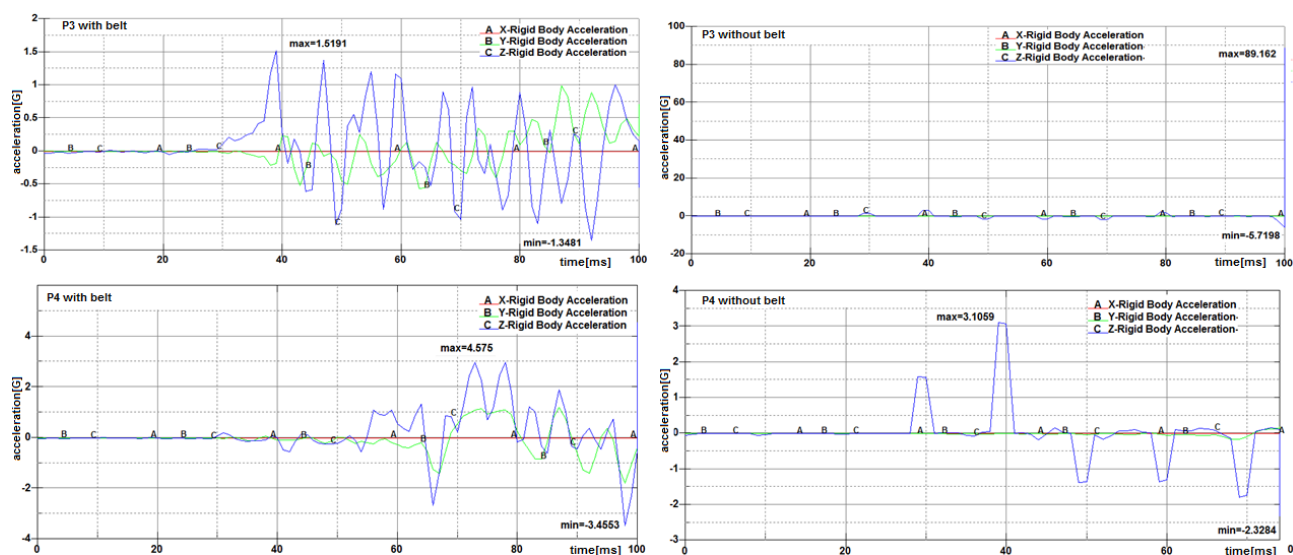 P3 with belt
A X-Rigid Body Acceleration
B Y-Rigid Body Acceleration
C Z-Rigid Body Acceleration
max=1.5191
min=-1.3481
acceleration[G]
2
1.5
1
0.5
0
-0.5
-1
-1.5
0 20 40 60 80 100
time[ms]
A A A A A
B B B B B B
C C C C C C
P3 without belt
A X-Rigid Body Acceleration
B Y-Rigid Body Acceleration-
C Z-Rigid Body Acceleration-
max=89.162
min=-5.7198
acceleration[G]
100
80
60
40
20
0
-20
0 20 40 60 80 100
time[ms]
B C A B C A B C A B C A B C A
P4 with belt
A X-Rigid Body Acceleration
B Y-Rigid Body Acceleration
C Z-Rigid Body Acceleration
max=4.575
min=-3.4553
acceleration[G]
4
2
0
-2
-4
0 20 40 60 80 100
time[ms]
B C A B C A B C A B C A B C A
P4 without belt
A X-Rigid Body Acceleration
B Y-Rigid Body Acceleration-
C Z-Rigid Body Acceleration-
max=3.1059
min=-2.3284
acceleration[G]
4
3
2
1
0
-1
-2
-3
0 20 40 60 80 0
time[ms]
B C A B C A B C A B C A B C A